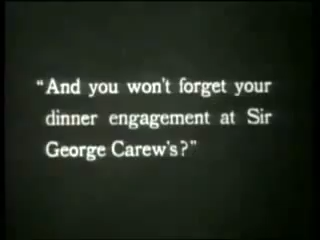 “And you won't forget your
dinner engagement at Sir
George Carew's?”